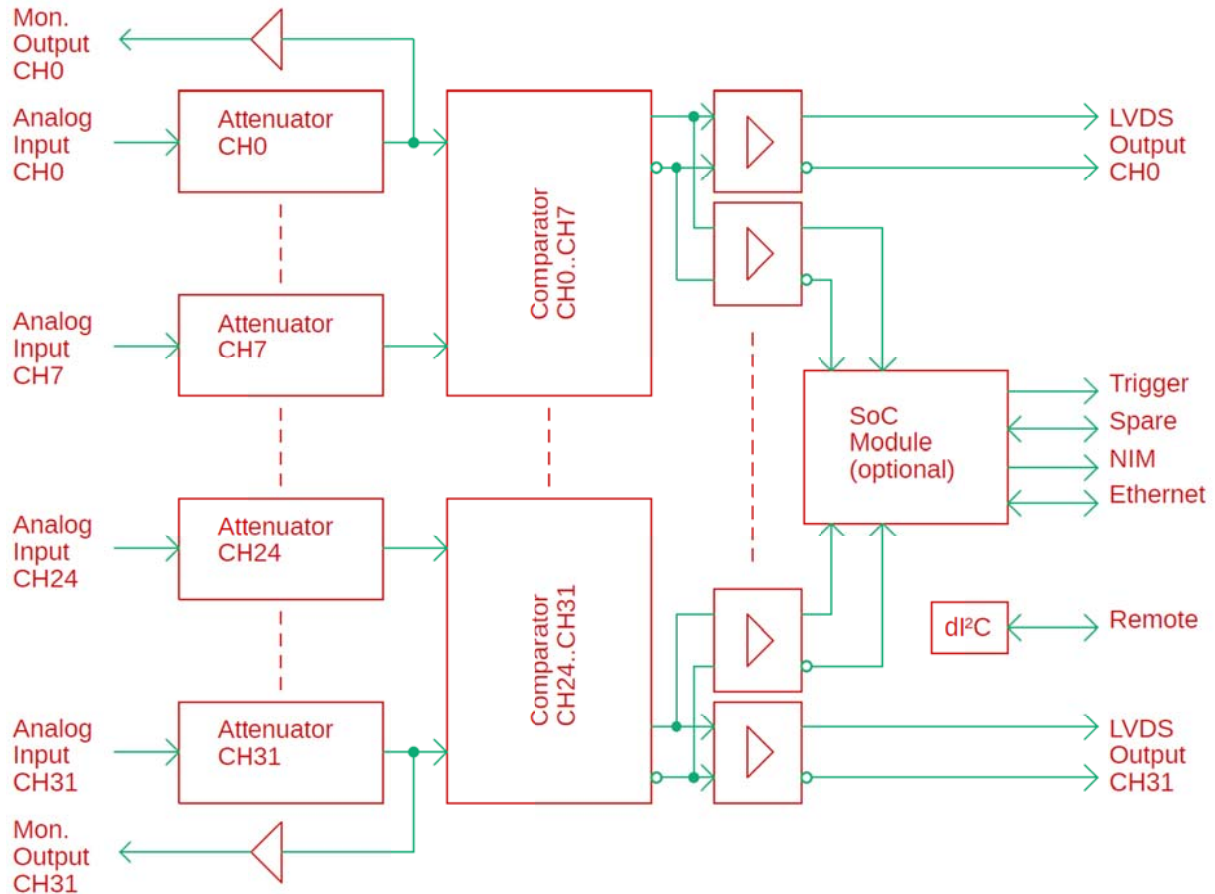 Mon.
Output
CH0
Analog
Input
CH0
Attenuator
CH0
Comparator
CH0..CH7
LVDS
Output
CH0
Analog
Input
CH7
Attenuator
CH7
SoC
Module
(optional)
Trigger
Spare
NIM
Ethernet
Analog
Input
CH24
Attenuator
CH24
Comparator
CH24..CH31
dI²C
Remote
Analog
Input
CH31
Attenuator
CH31
LVDS
Output
CH31
Mon.
Output
CH31